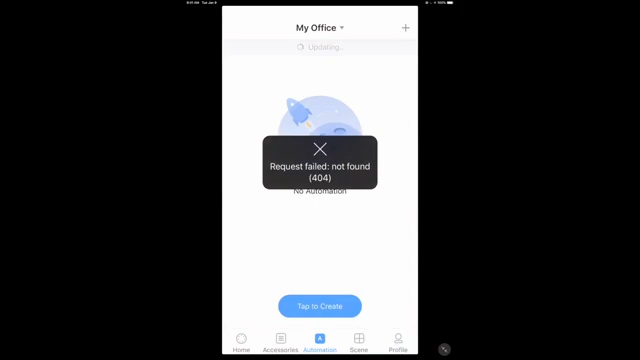 My Office
Updating..
Request failed: not found
(404)
No Automation
Tap to Create
Home Accessories Automation Scene Profile